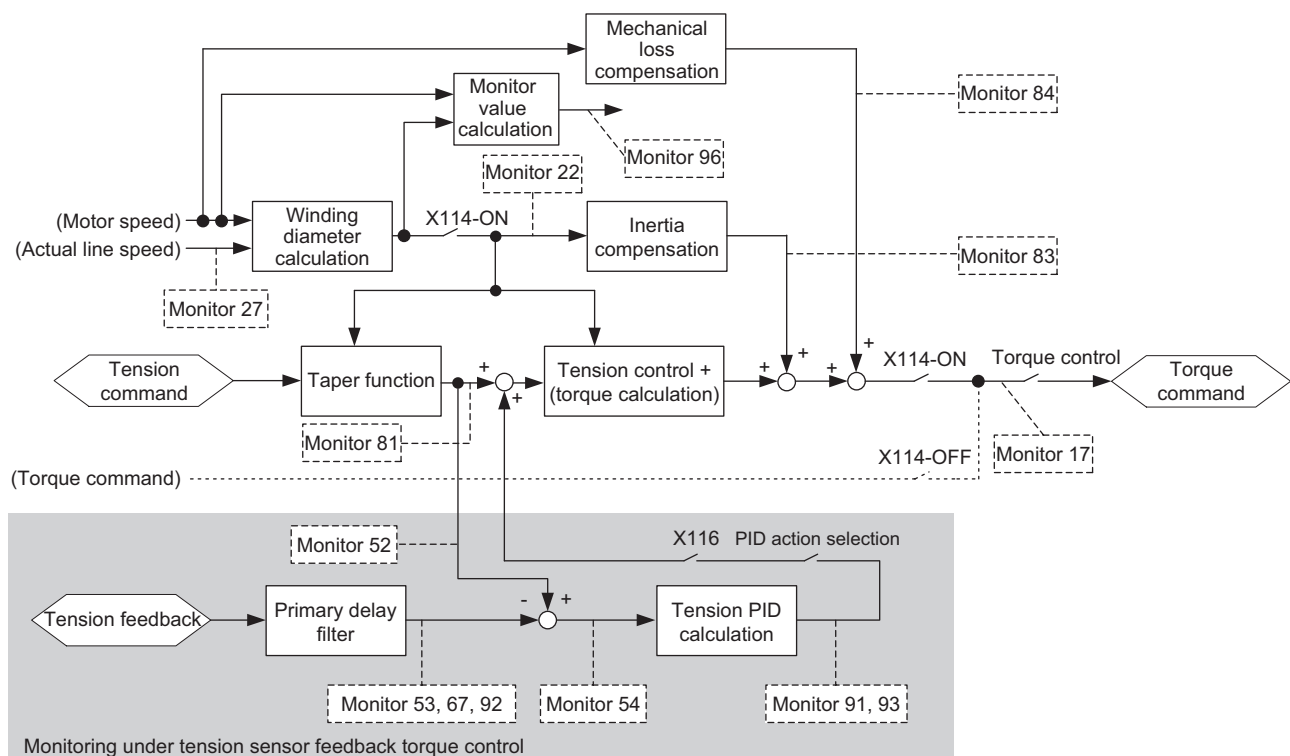 Mechanical
loss
compensation
Monitor 84
Monitor
value
calculation
Monitor 96
Monitor 22
(Motor speed)
Winding
diameter
calculation
X114-ON
Inertia
compensation
(Actual line speed)
Monitor 83
Monitor 27
Tension
command
Taper function
+
+
Tension control +
(torque calculation)
+
+
+
+
X114-ON
Torque control
Torque
command
Monitor 81
X114-OFF
Monitor 17
(Torque command)
Monitor 52
X116
PID action selection
Tension feedback
Primary delay
filter
-
+
Tension PID
calculation
Monitor 53, 67, 92
Monitor 54
Monitor 91, 93
Monitoring under tension sensor feedback torque control